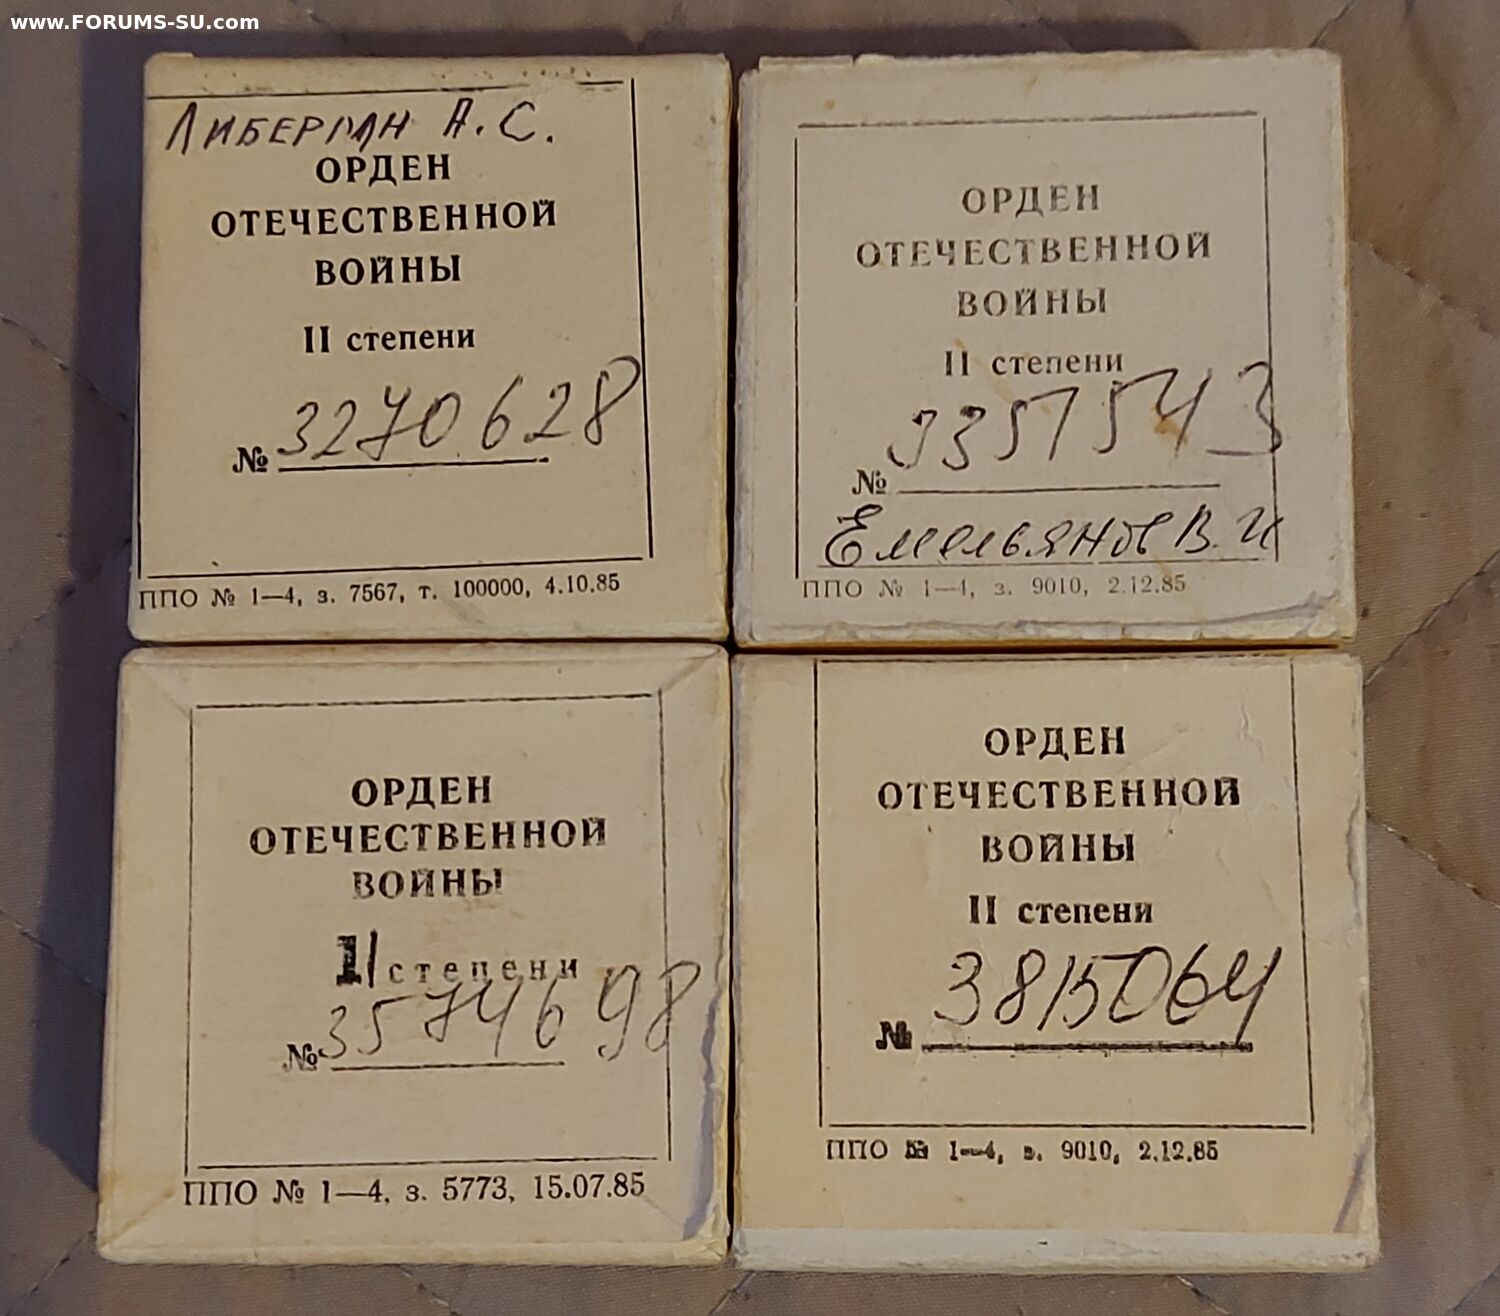 www.FORUMS-SU.com
Либерман А.С.
ОРДЕН
ОТЕЧЕСТВЕННОЙ
ВОЙНЫ
II степени
№ 3270628
ППО № 1—4, з. 7567, т. 100000, 4.10.85
ОРДЕН
ОТЕЧЕСТВЕННОЙ
ВОЙНЫ
II степени
№ 3357543
Емельянов В.И
ППО № 1—4, з. 9010, 2.12.85
ОРДЕН
ОТЕЧЕСТВЕННОЙ
ВОЙНЫ
II степени
№ 3574698
ППО № 1—4, з. 5773, 15.07.85
ОРДЕН
ОТЕЧЕСТВЕННОЙ
ВОЙНЫ
II степени
№ 3815064
ППО № 1—4, з. 9010, 2.12.85